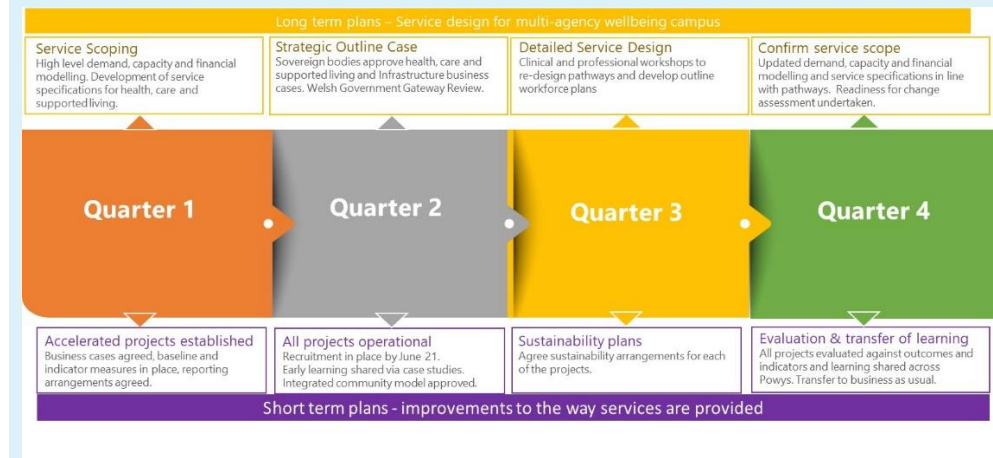 Long term plans – Service design for multi-agency wellbeing campus
Service Scoping
High level demand, capacity and financial
modelling. Development of service
specifications for health, care and
supported living.
Strategic Outline Case
Sovereign bodies approve health, care and
supported living and Infrastructure business
cases. Welsh Government Gateway Review.
Detailed Service Design
Clinical and professional workshops to
re-design pathways and develop outline
workforce plans
Confirm service scope
Updated demand, capacity and financial
modelling and service specifications in line
with pathways. Readiness for change
assessment undertaken.
Quarter 1
Quarter 2
Quarter 3
Quarter 4
Accelerated projects established
Business cases agreed, baseline and
indicator measures in place, reporting
arrangements agreed.
All projects operational
Recruitment in place by June 21.
Early learning shared via case studies.
Integrated community model approved.
Sustainability plans
Agree sustainability arrangements for each
of the projects.
Evaluation & transfer of learning
All projects evaluated against outcomes and
indicators and learning shared across
Powys. Transfer to business as usual.
Short term plans - improvements to the way services are provided